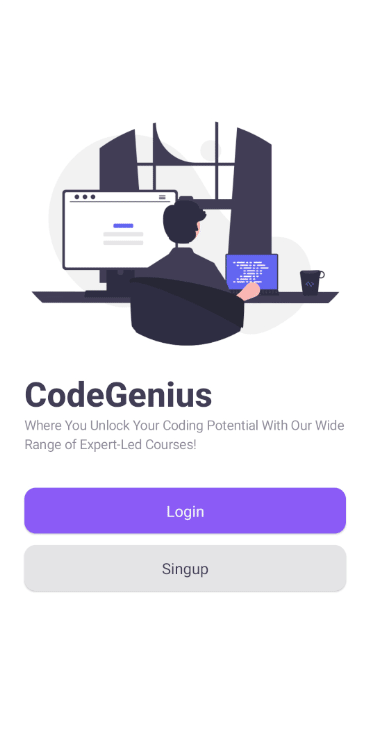 CodeGenius
Where You Unlock Your Coding Potential With Our Wide
Range of Expert-Led Courses!
Login
Singup